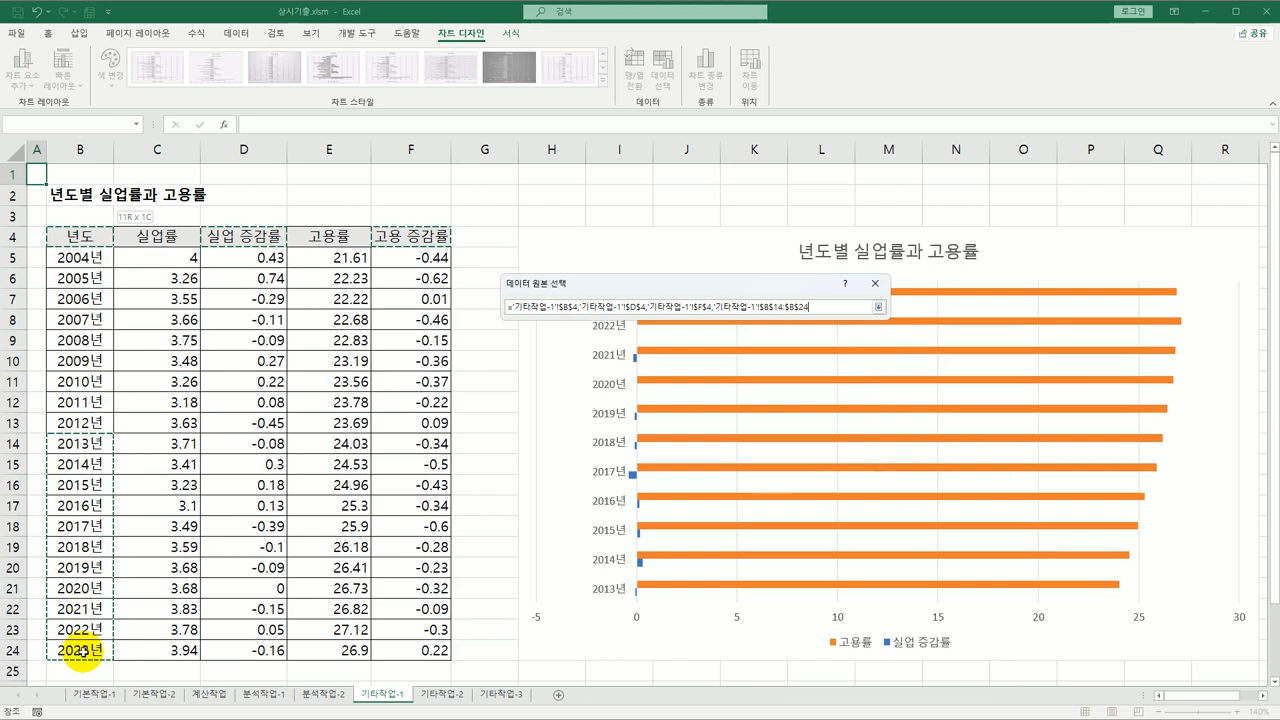 상시기출.xlsm - Excel
검색
로그인
파일 홈 삽입 페이지 레이아웃 수식 데이터 검토 보기 개발 도구 도움말 차트 디자인 서식
공유
차트 요소 추가
빠른 레이아웃
색 변경
행/열 전환
데이터 선택
차트 종류 변경
차트 이동
차트 레이아웃 차트 스타일 데이터 종류 위치
fx
A B C D E F G H I J K L M N O P Q R
1
2 년도별 실업률과 고용률
3 11R x 1C
4 년도 실업률 실업 증감률 고용률 고용 증감률
5 2004년 4 0.43 21.61 -0.44
6 2005년 3.26 0.74 22.23 -0.62
7 2006년 3.55 -0.29 22.22 0.01
8 2007년 3.66 -0.11 22.68 -0.46
9 2008년 3.75 -0.09 22.83 -0.15
10 2009년 3.48 0.27 23.19 -0.36
11 2010년 3.26 0.22 23.56 -0.37
12 2011년 3.18 0.08 23.78 -0.22
13 2012년 3.63 -0.45 23.69 0.09
14 2013년 3.71 -0.08 24.03 -0.34
15 2014년 3.41 0.3 24.53 -0.5
16 2015년 3.23 0.18 24.96 -0.43
17 2016년 3.1 0.13 25.3 -0.34
18 2017년 3.49 -0.39 25.9 -0.6
19 2018년 3.59 -0.1 26.18 -0.28
20 2019년 3.68 -0.09 26.41 -0.23
21 2020년 3.68 0 26.73 -0.32
22 2021년 3.83 -0.15 26.82 -0.09
23 2022년 3.78 0.05 27.12 -0.3
24 2023년 3.94 -0.16 26.9 0.22
25
년도별 실업률과 고용률
데이터 원본 선택 ?
='기타작업-1'!$B$4,'기타작업-1'!$D$4,'기타작업-1'!$F$4,'기타작업-1'!$B$14:$B$24
2022년
2021년
2020년
2019년
2018년
2017년
2016년
2015년
2014년
2013년
-5 0 5 10 15 20 25 30
고용률 실업 증감률
기본작업-1 기본작업-2 계산작업 분석작업-1 분석작업-2 기타작업-1 기타작업-2 기타작업-3
참조
140%